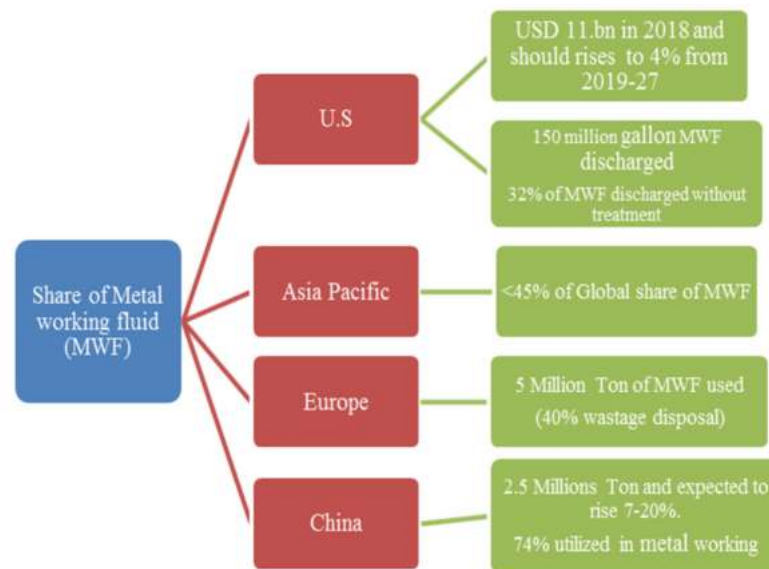 Share of Metal
working fluid
(MWF)
U.S
USD 11.bn in 2018 and
should rises to 4% from
2019-27
150 million gallon MWF
discharged
32% of MWF discharged without
treatment
Asia Pacific
<45% of Global share of MWF
Europe
5 Million Ton of MWF used
(40% wastage disposal)
China
2.5 Millions Ton and expected to
rise 7-20%.
74% utilized in metal working